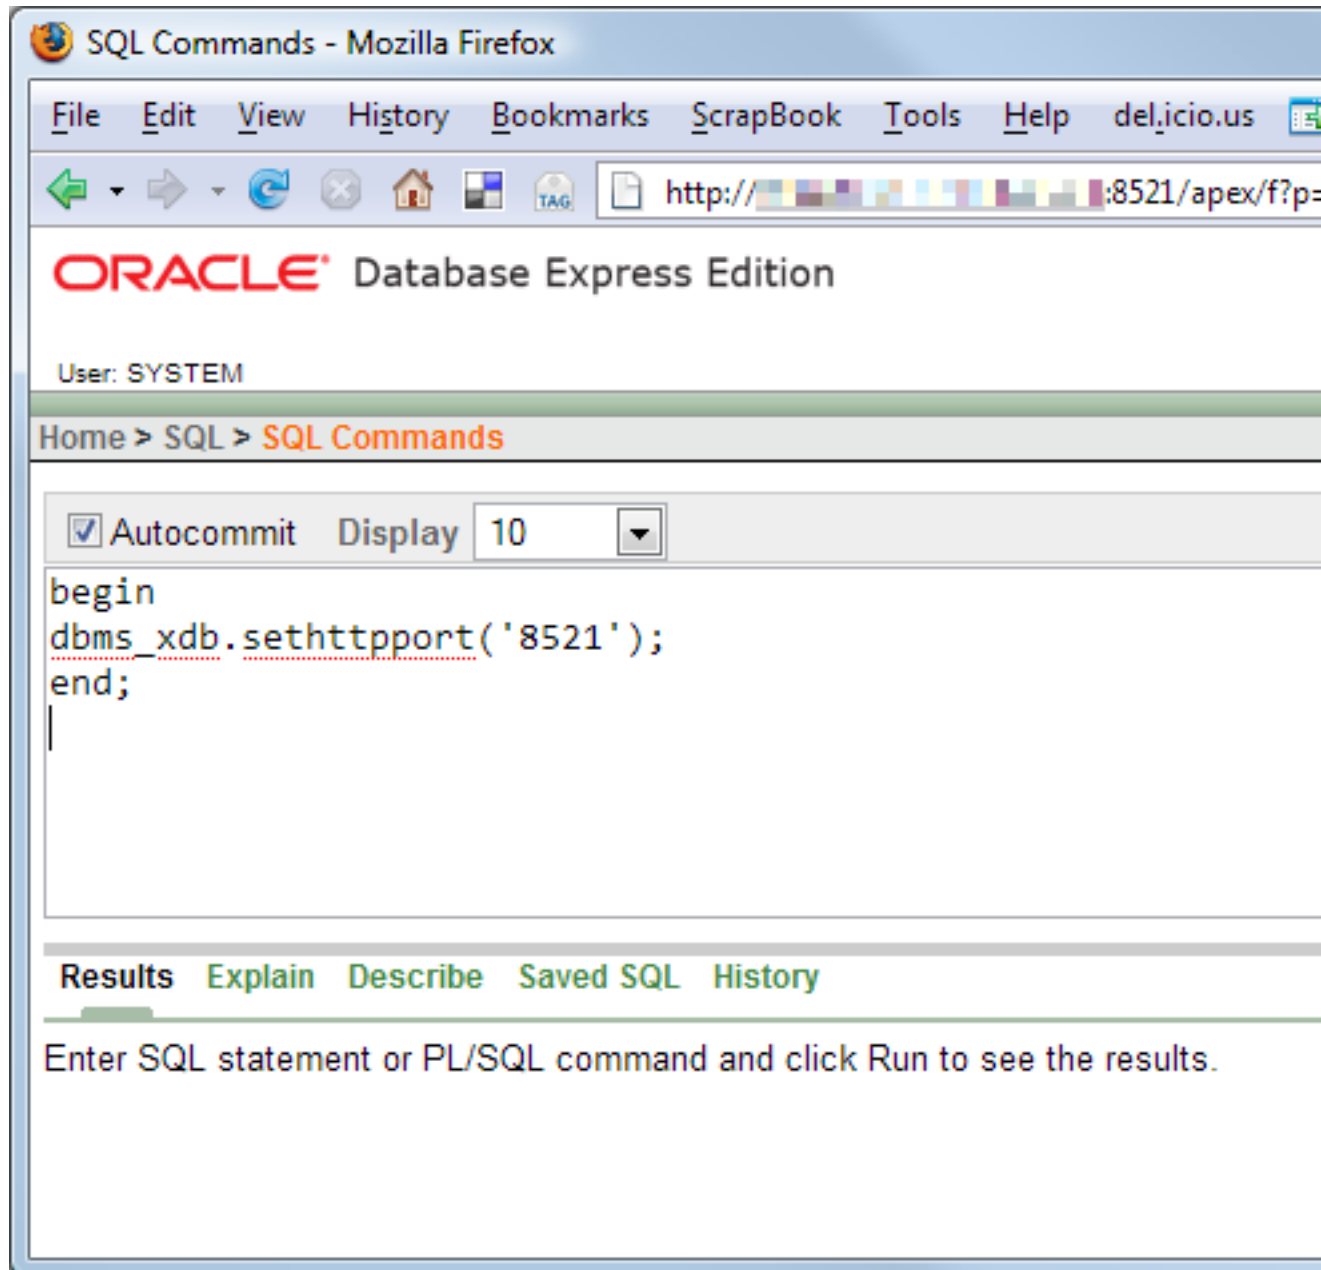 SQL Commands - Mozilla Firefox
File Edit View History Bookmarks ScrapBook Tools Help del.icio.us
TAG http://:8521/apex/f?p=
ORACLE Database Express Edition
User: SYSTEM
Home > SQL > SQL Commands
Autocommit Display 10
begin
dbms_xdb.sethttpport('8521');
end;
Results Explain Describe Saved SQL History
Enter SQL statement or PL/SQL command and click Run to see the results.